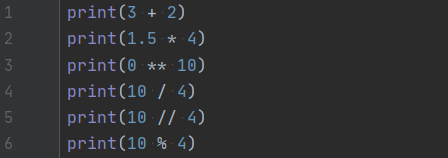 1 print(3 + 2)
2 print(1.5 * 4)
3 print(0 ** 10)
4 print(10 / 4)
5 print(10 // 4)
6 print(10 % 4)